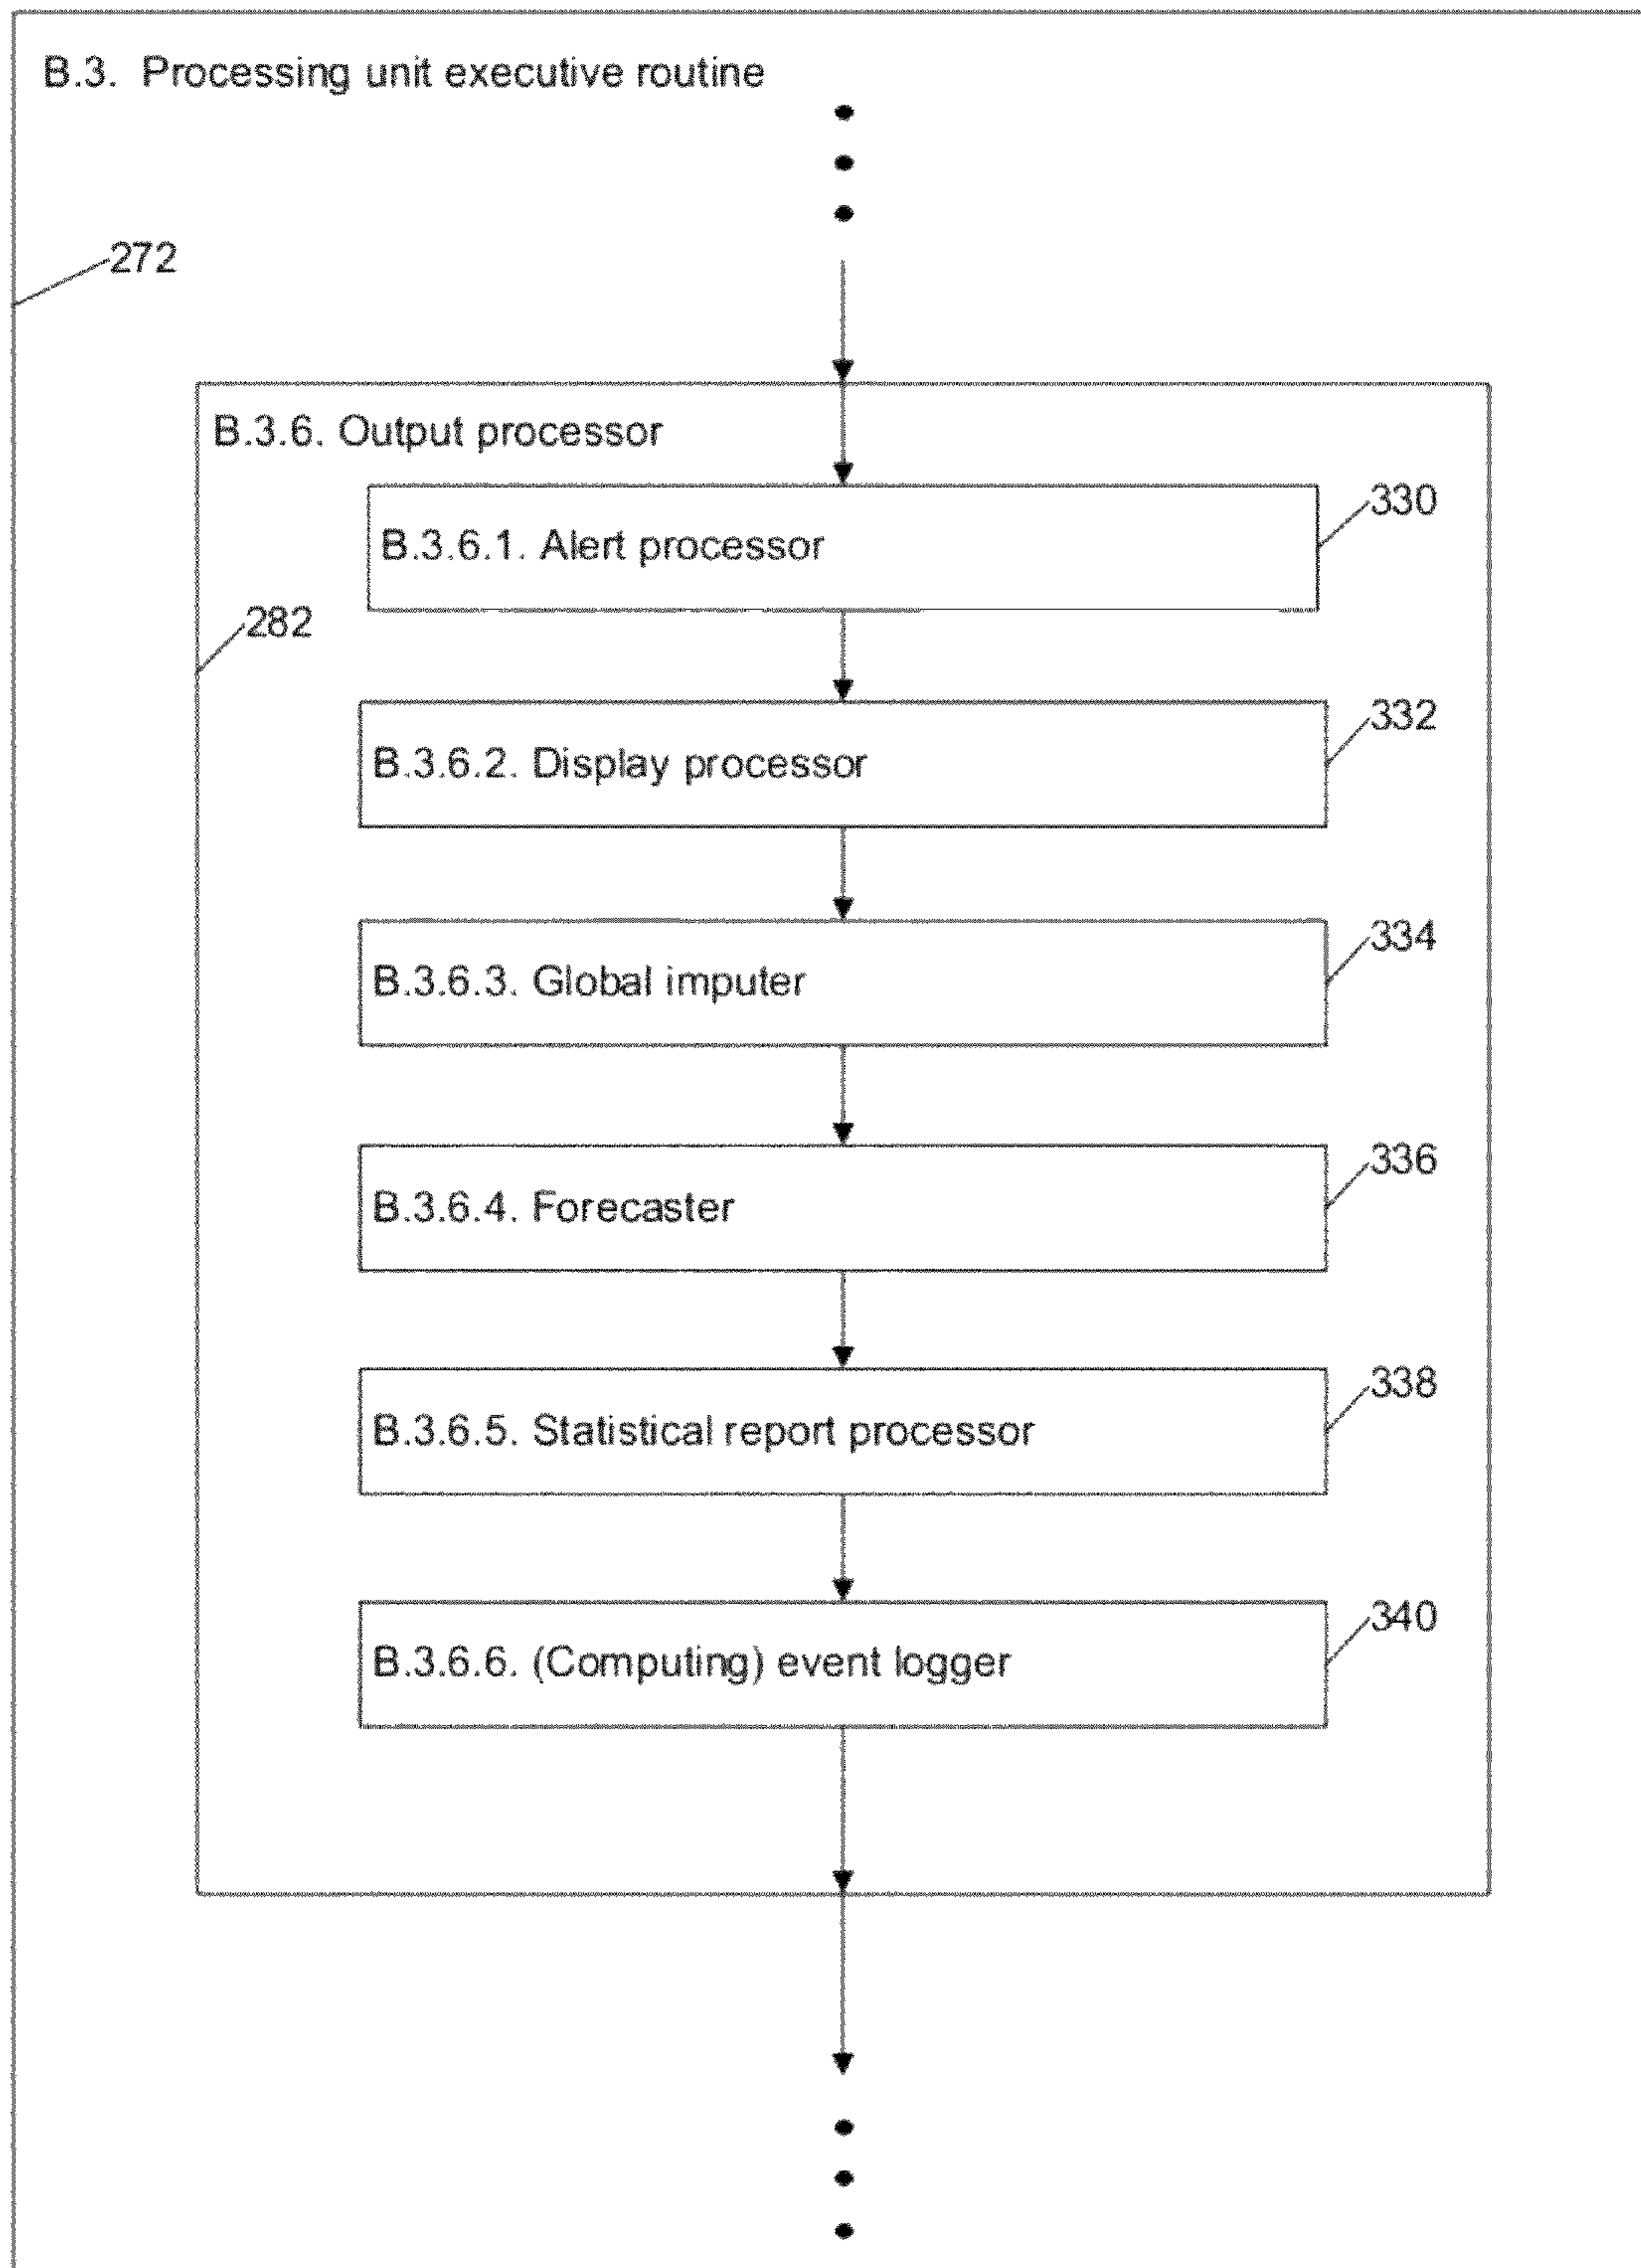 B.3. Processing unit executive routine
272
B.3.6. Output processor
330
B.3.6.1. Alert processor
282
332
B.3.6.2. Display processor
334
B.3.6.3. Global imputer
336
B.3.6.4. Forecaster
338
B.3.6.5. Statistical report processor
340
B.3.6.6. (Computing) event logger